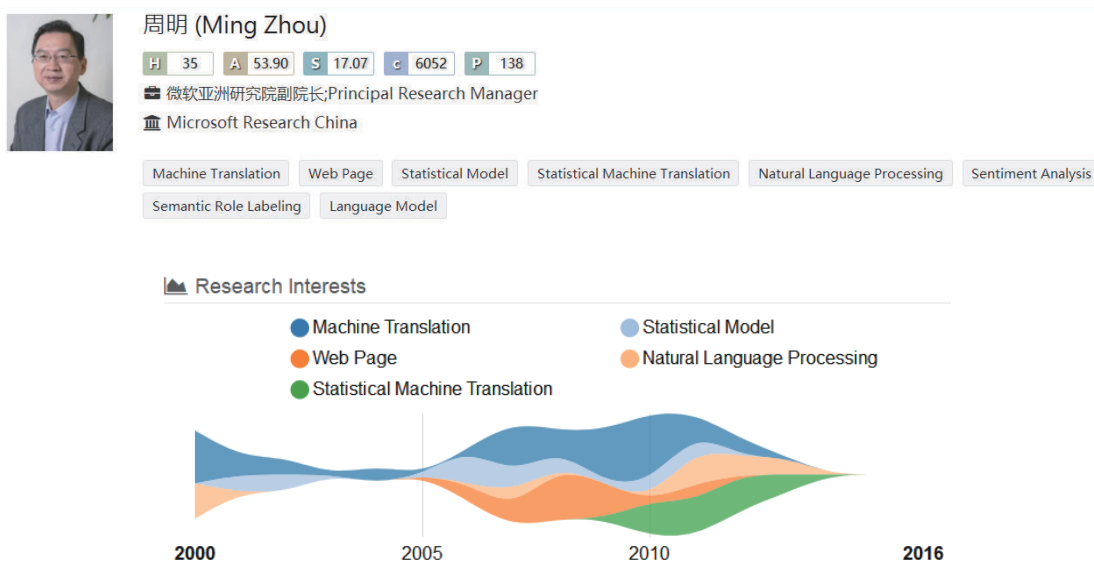 周明 (Ming Zhou)
H 35 A 53.90 S 17.07 c 6052 P 138
微软亚洲研究院副院长;Principal Research Manager
Microsoft Research China
Machine Translation Web Page Statistical Model Statistical Machine Translation Natural Language Processing Sentiment Analysis
Semantic Role Labeling Language Model
Research Interests
Machine Translation Statistical Model
Web Page Natural Language Processing
Statistical Machine Translation
2000 2005 2010 2016